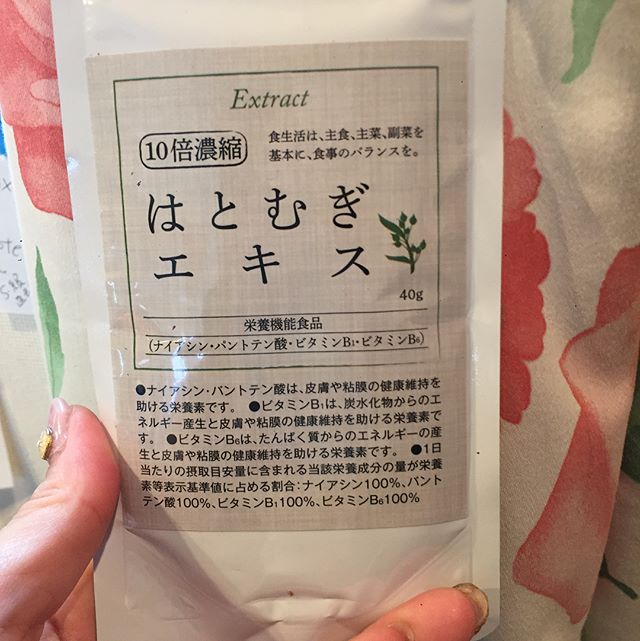 Extract
10倍濃縮
食生活は、主食、主菜、副菜を
基本に、食事のバランスを。
はとむぎ
エキス
40g
栄養機能食品
(ナイアシン・パントテン酸・ビタミンB1・ビタミンB6)
●ナイアシン・パントテン酸は、皮膚や粘膜の健康維持を
助ける栄養素です。 ●ビタミンB1は、炭水化物からのエ
ネルギー産生と皮膚や粘膜の健康維持を助ける栄養素で
す。 ●ビタミンB6は、たんぱく質からのエネルギーの産
生と皮膚や粘膜の健康維持を助ける栄養素です。 ●1日
当たりの摂取目安量に含まれる当該栄養成分の量が栄養
素等表示基準値に占める割合：ナイアシン100％、パント
テン酸100％、ビタミンB1100％、ビタミンB6100％